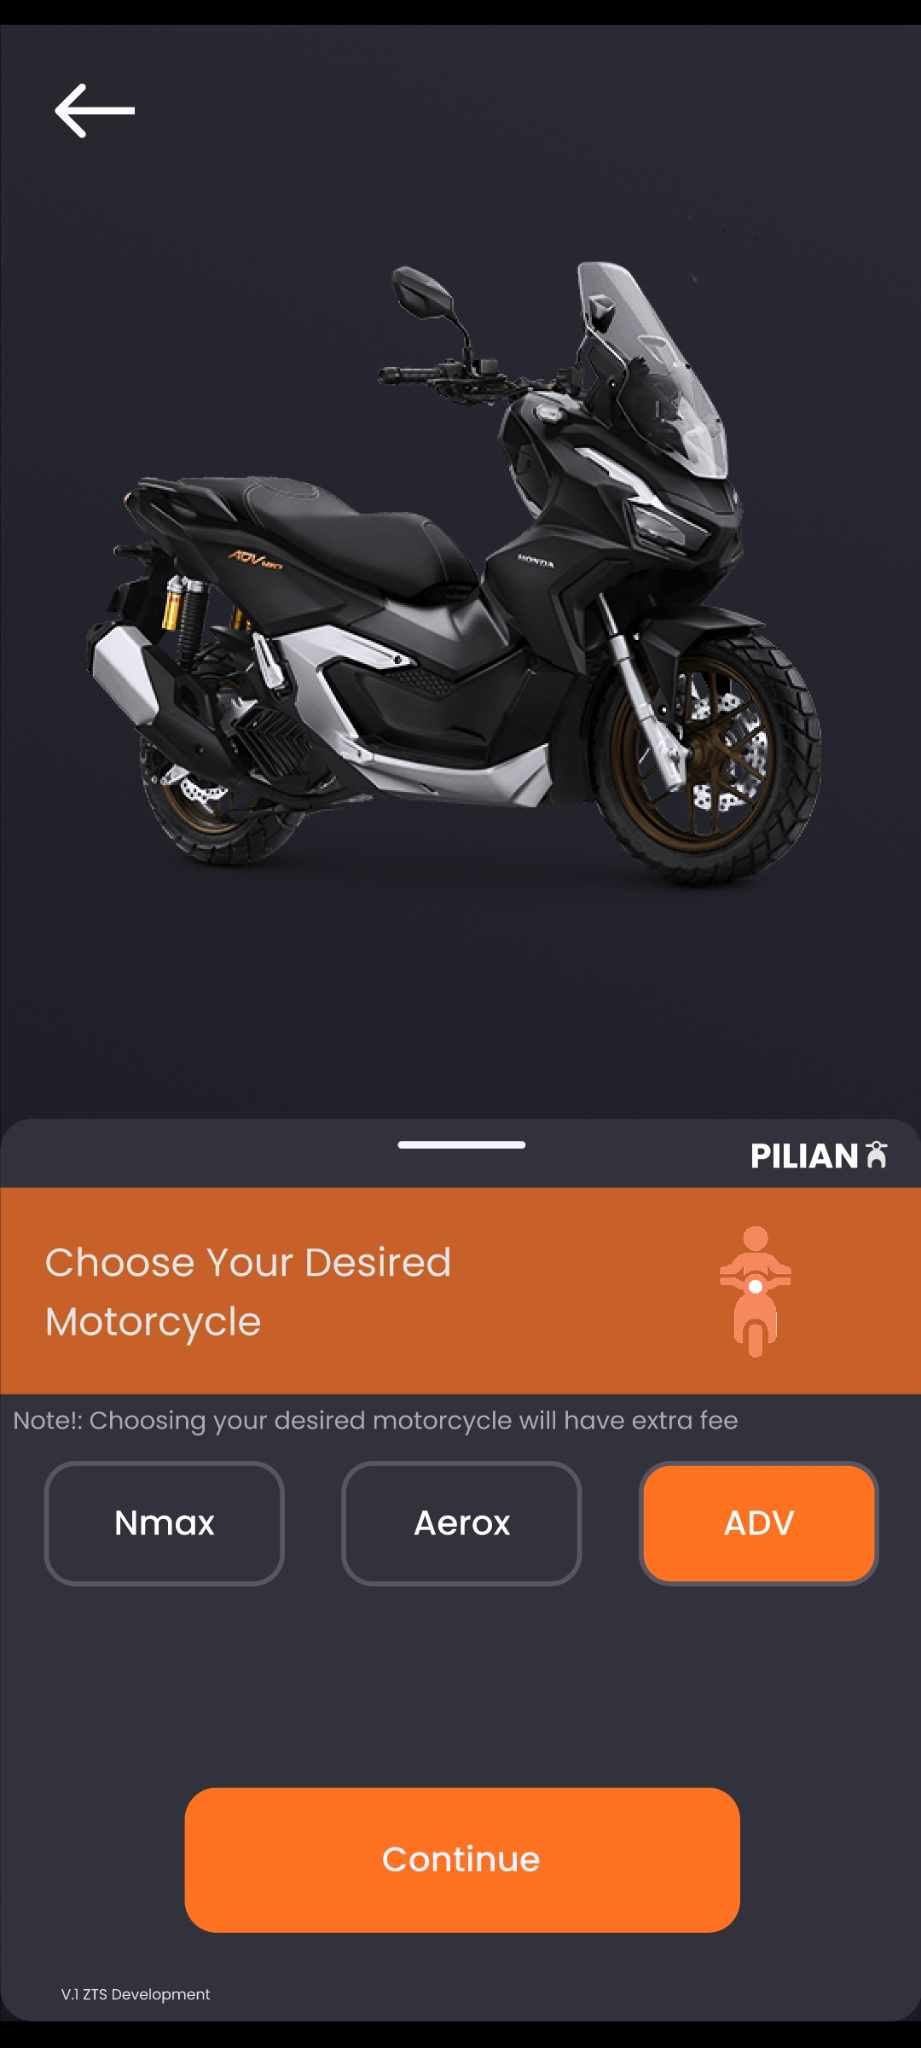 HONDA
PILIAN
Choose Your Desired
Motorcycle
Note!: Choosing your desired motorcycle will have extra fee
Nmax
Aerox
ADV
Continue
V.1 ZTS Development